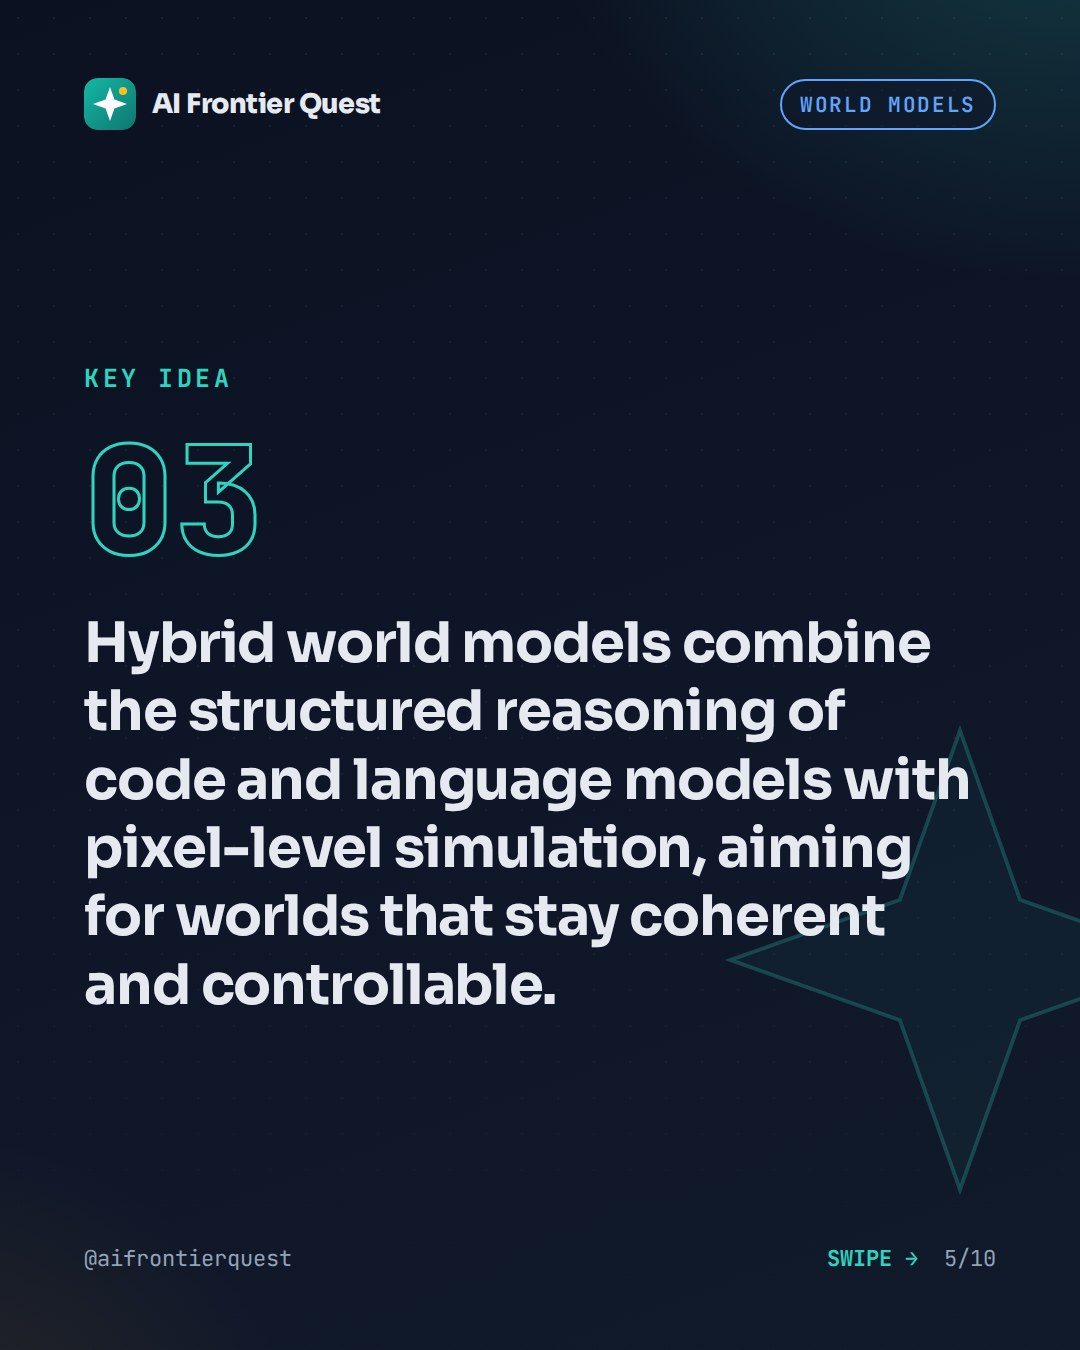 AI Frontier Quest
WORLD MODELS
KEY IDEA
03
Hybrid world models combine
the structured reasoning of
code and language models with
pixel-level simulation, aiming
for worlds that stay coherent
and controllable.
@aifrontierquest
SWIPE → 5/10